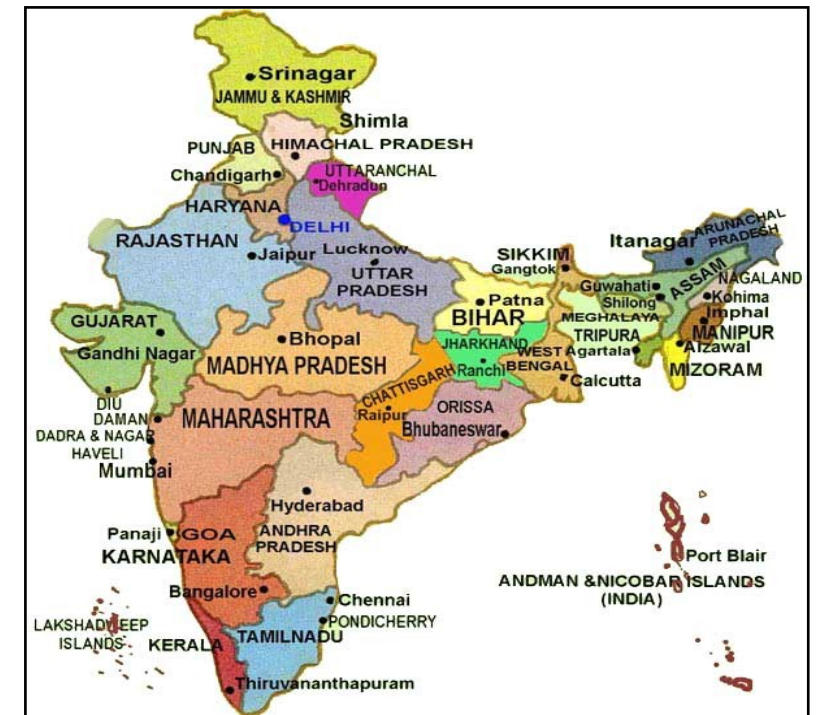 Srinagar
JAMMU & KASHMIR
Shimla
PUNJAB
HIMACHAL PRADESH
Chandigarh
UTTARANCHAL
Dehradun
HARYANA
DELHI
RAJASTHAN
Jaipur
Lucknow
UTTAR
PRADESH
SIKKIM
Gangtok
Itanagar
ARUNACHAL
PRADESH
Guwahati
ASSAM
NAGALAND
Shilong
Kohima
MEGHALAYA
Imphal
Patna
BIHAR
TRIPURA
MANIPUR
Agartala
Aizawal
MIZORAM
GUJARAT
Gandhi Nagar
Bhopal
MADHYA PRADESH
JHARKHAND
Ranchi
WEST
BENGAL
Calcutta
CHATTISGARH
Raipur
ORISSA
Bhubaneswar
DIU
DAMAN
DADRA & NAGAR
HAVELI
Mumbai
MAHARASHTRA
Hyderabad
ANDHRA
PRADESH
Panaji
GOA
KARNATAKA
Bangalore
Chennai
PONDICHERRY
TAMILNADU
KERALA
Thiruvananthapuram
LAKSHADWEEP
ISLANDS
Port Blair
ANDMAN &NICOBAR ISLANDS
(INDIA)